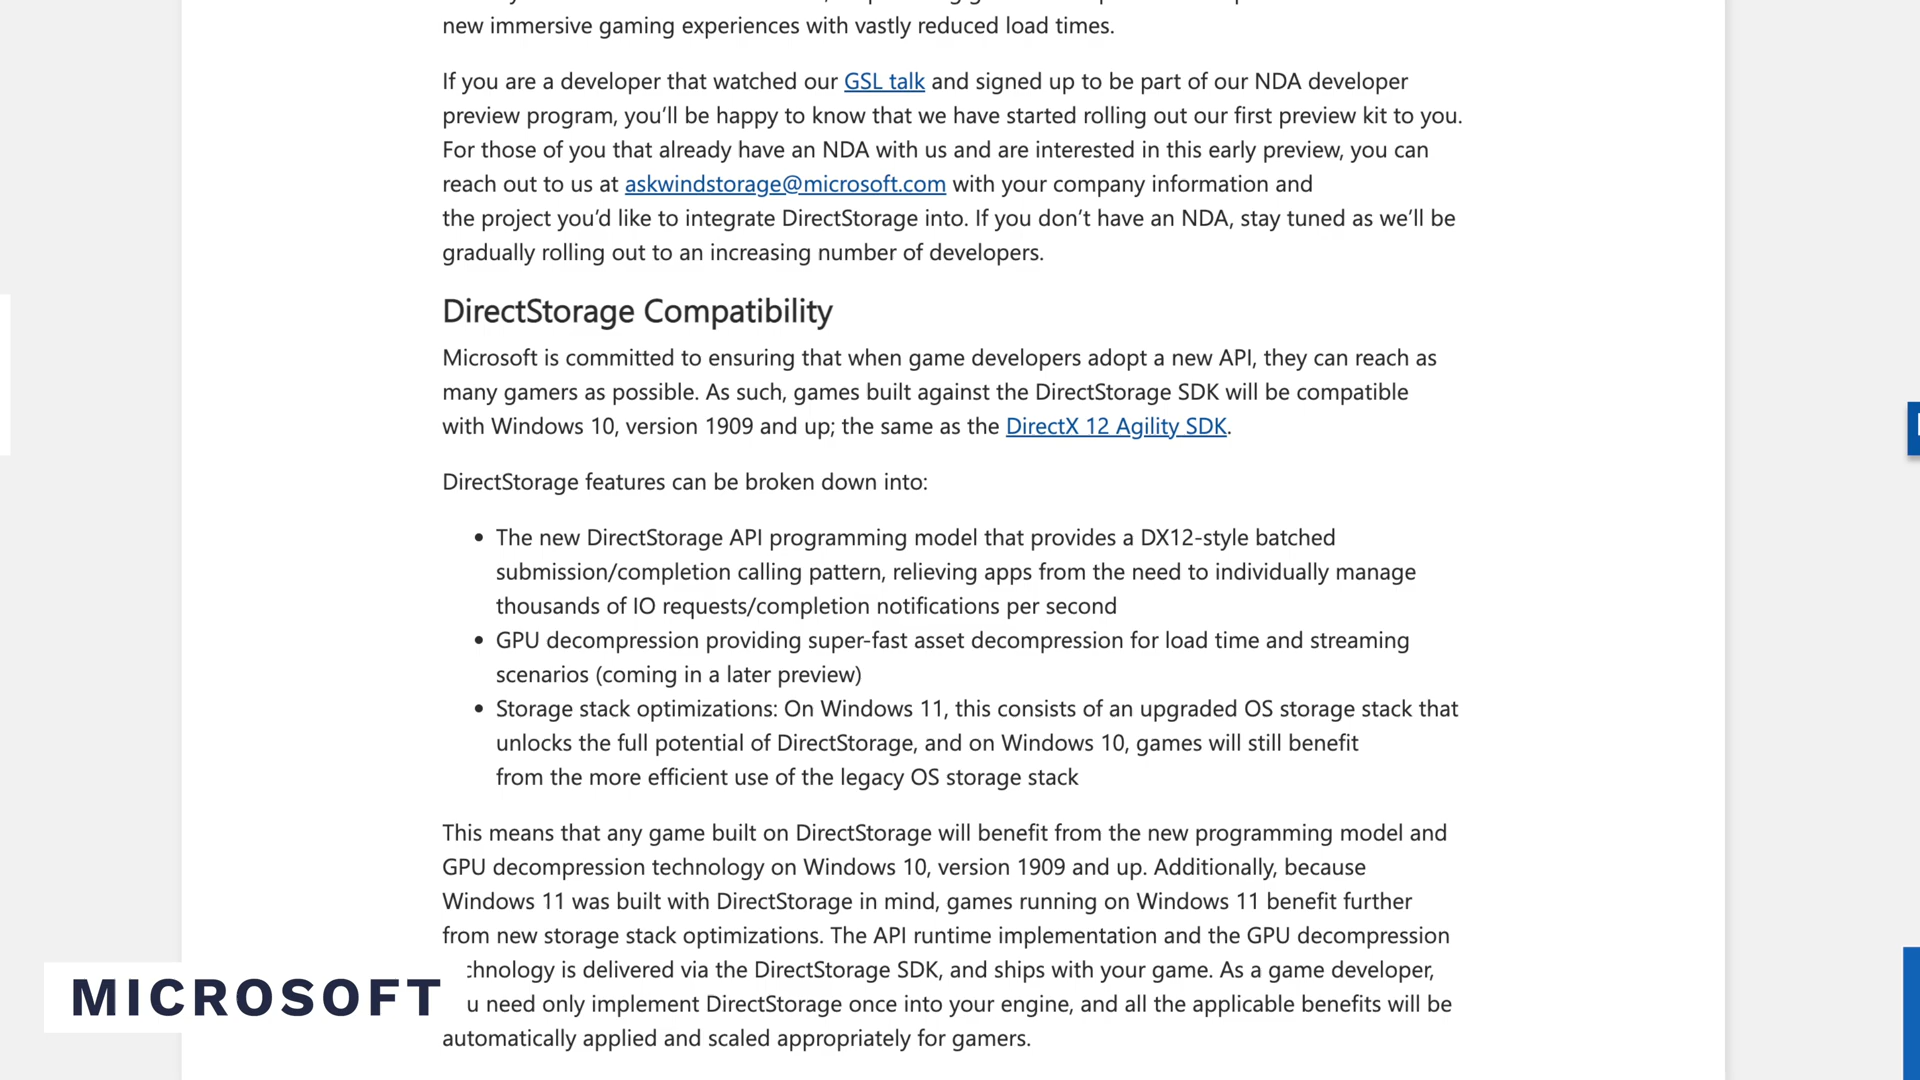 new immersive gaming experiences with vastly reduced load times.
If you are a developer that watched our GSL talk and signed up to be part of our NDA developer
preview program, you’ll be happy to know that we have started rolling out our first preview kit to you.
For those of you that already have an NDA with us and are interested in this early preview, you can
reach out to us at askwindstorage@microsoft.com with your company information and
the project you’d like to integrate DirectStorage into. If you don’t have an NDA, stay tuned as we’ll be
gradually rolling out to an increasing number of developers.
DirectStorage Compatibility
Microsoft is committed to ensuring that when game developers adopt a new API, they can reach as
many gamers as possible. As such, games built against the DirectStorage SDK will be compatible
with Windows 10, version 1909 and up; the same as the DirectX 12 Agility SDK.
DirectStorage features can be broken down into:
• The new DirectStorage API programming model that provides a DX12-style batched
submission/completion calling pattern, relieving apps from the need to individually manage
thousands of IO requests/completion notifications per second
• GPU decompression providing super-fast asset decompression for load time and streaming
scenarios (coming in a later preview)
• Storage stack optimizations: On Windows 11, this consists of an upgraded OS storage stack that
unlocks the full potential of DirectStorage, and on Windows 10, games will still benefit
from the more efficient use of the legacy OS storage stack
This means that any game built on DirectStorage will benefit from the new programming model and
GPU decompression technology on Windows 10, version 1909 and up. Additionally, because
Windows 11 was built with DirectStorage in mind, games running on Windows 11 benefit further
from new storage stack optimizations. The API runtime implementation and the GPU decompression
chnology is delivered via the DirectStorage SDK, and ships with your game. As a game developer,
u need only implement DirectStorage once into your engine, and all the applicable benefits will be
automatically applied and scaled appropriately for gamers.
MICROSOFT